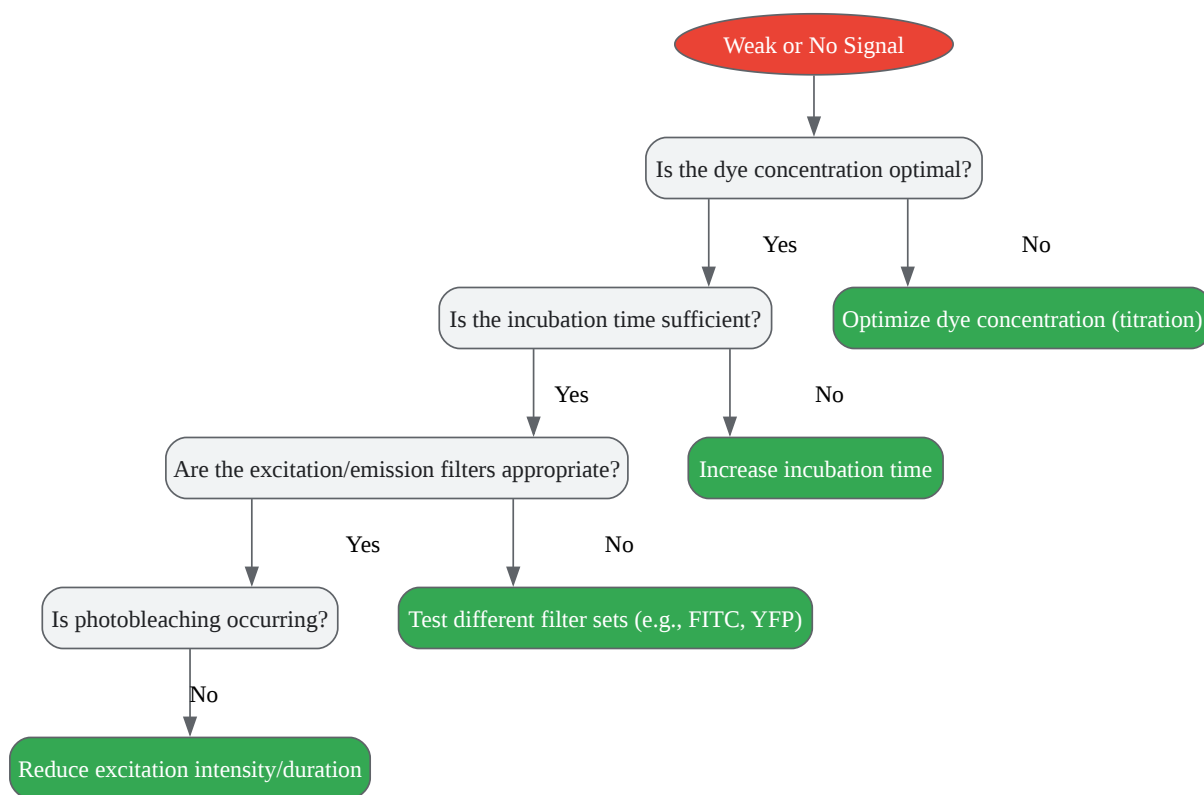 Weak or No Signal
Is the dye concentration optimal?
Yes
No
Is the incubation time sufficient?
Optimize dye concentration (titration)
Yes
No
Are the excitation/emission filters appropriate?
Increase incubation time
Yes
No
Is photobleaching occurring?
Test different filter sets (e.g., FITC, YFP)
No
Reduce excitation intensity/duration